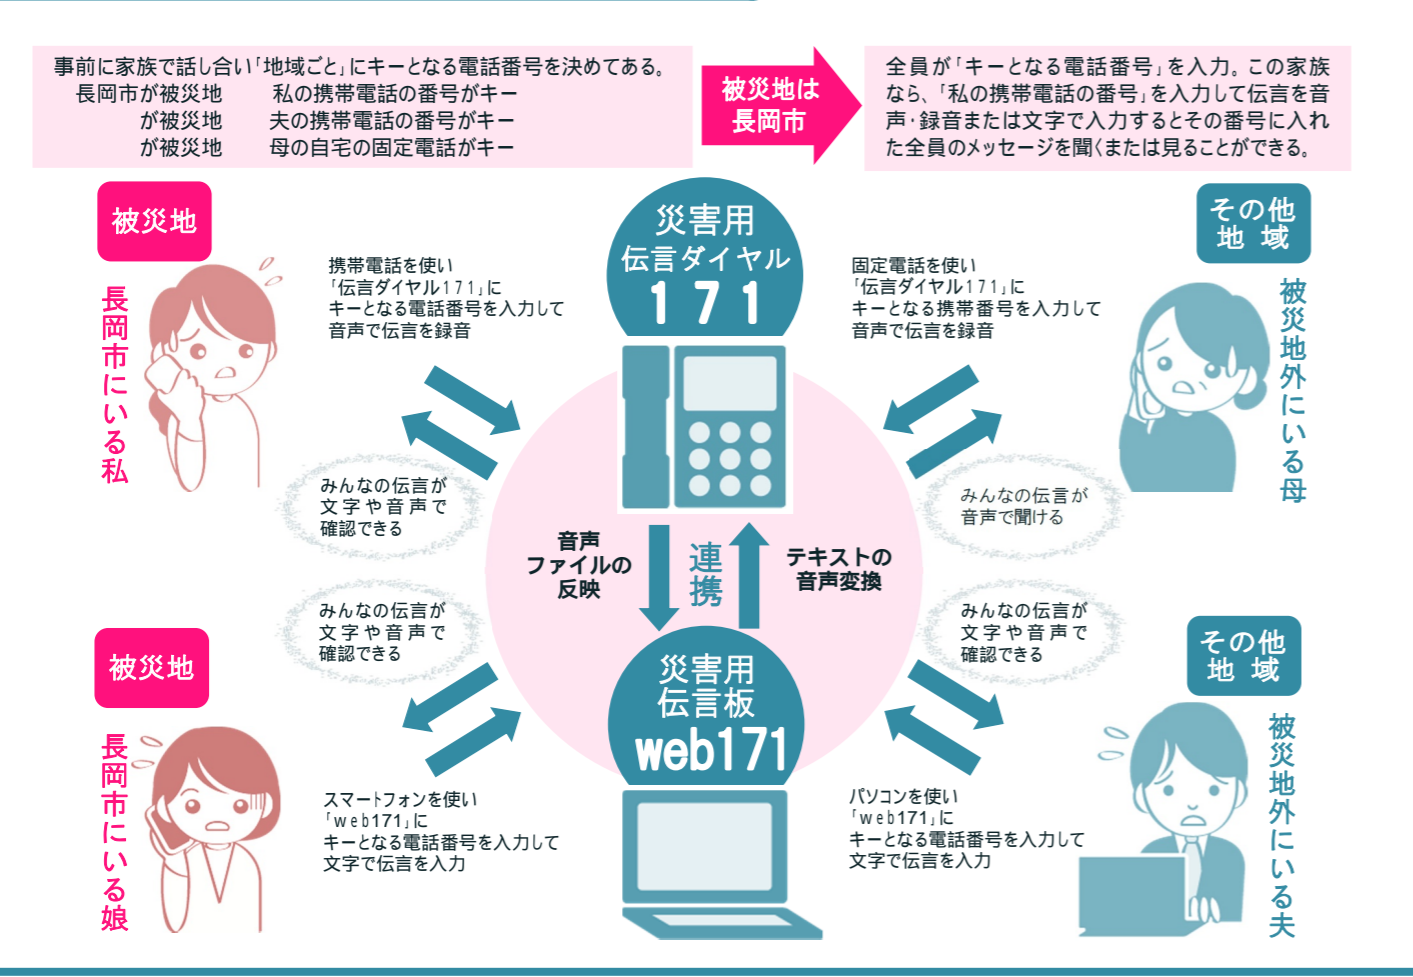 事前に家族で話し合い「地域ごと」にキーとなる電話番号を決めてある。
長岡市が被災地　　私の携帯電話の番号がキー
が被災地　　夫の携帯電話の番号がキー
が被災地　　母の自宅の固定電話がキー
被災地は
長岡市
全員が「キーとなる電話番号」を入力。この家族
なら、「私の携帯電話の番号」を入力して伝言を音
声・録音または文字で入力するとその番号に入れ
た全員のメッセージを聞くまたは見ることができる。
被災地
長岡市にいる私
携帯電話を使い
「伝言ダイヤル171」に
キーとなる電話番号を入力して
音声で伝言を録音
災害用
伝言ダイヤル
171
固定電話を使い
「伝言ダイヤル171」に
キーとなる携帯番号を入力して
音声で伝言を録音
その他
地域
被災地外にいる母
みんなの伝言が
文字や音声で
確認できる
みんなの伝言が
音声で聞ける
音声
ファイルの
反映
連携
テキストの
音声変換
みんなの伝言が
文字や音声で
確認できる
みんなの伝言が
文字や音声で
確認できる
被災地
長岡市にいる娘
スマートフォンを使い
「web171」に
キーとなる電話番号を入力して
文字で伝言を入力
災害用
伝言板
web171
パソコンを使い
「web171」に
キーとなる電話番号を入力して
文字で伝言を入力
その他
地域
被災地外にいる夫